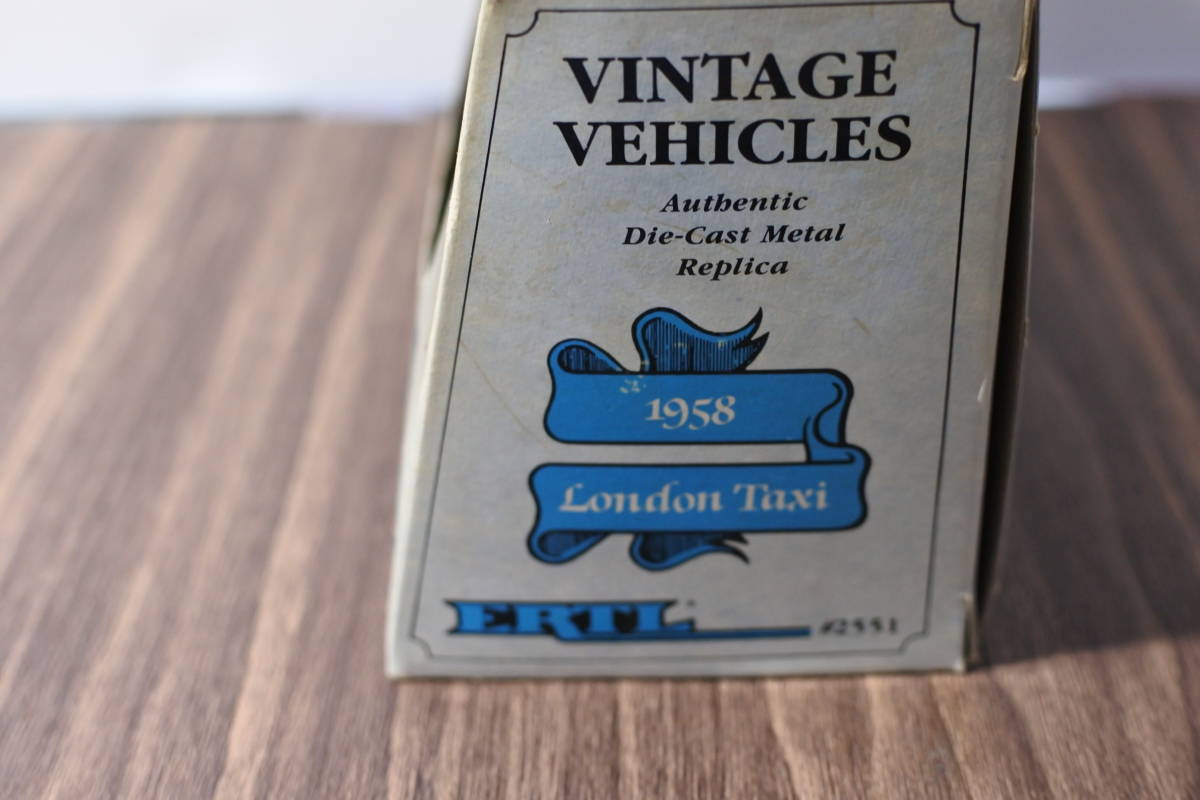 VINTAGE
VEHICLES
Authentic
Die-Cast Metal
Replica
1958
London Taxi
ERTL #2551